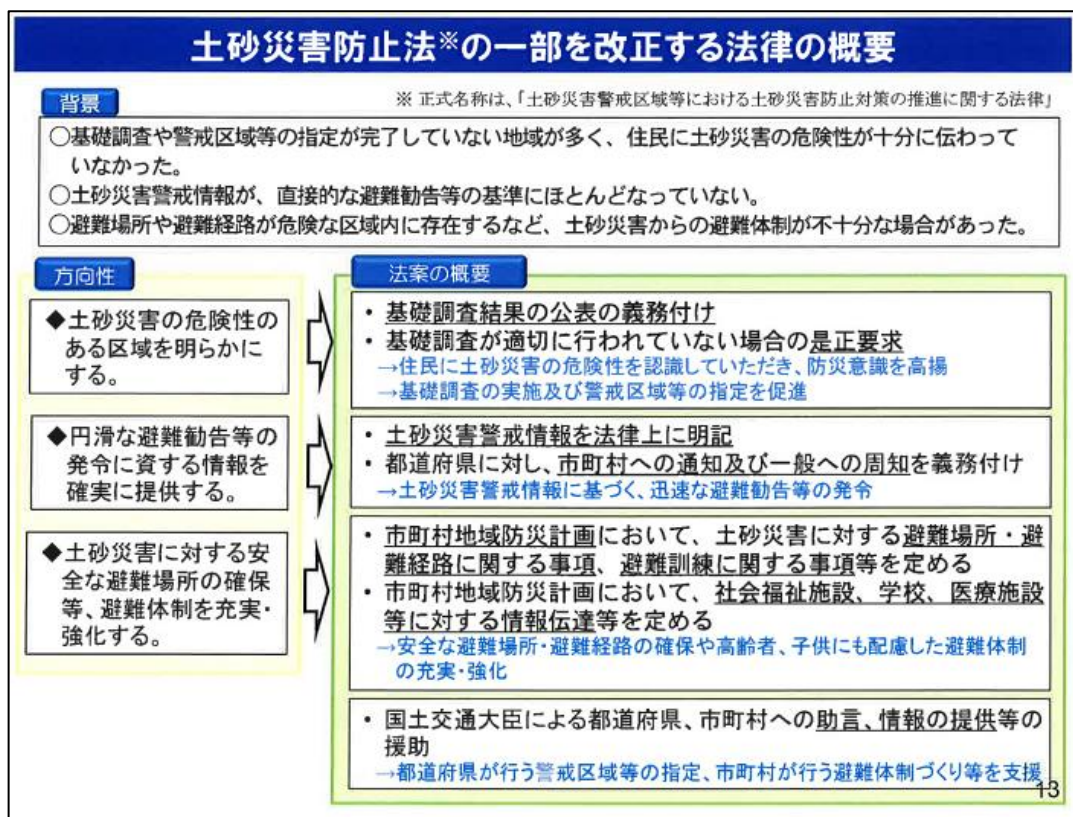 土砂災害防止法※の一部を改正する法律の概要
背景
※ 正式名称は、「土砂災害警戒区域等における土砂災害防止対策の推進に関する法律」
○基礎調査や警戒区域等の指定が完了していない地域が多く、住民に土砂災害の危険性が十分に伝わって
いなかった。
○土砂災害警戒情報が、直接的な避難勧告等の基準にほとんどなっていない。
○避難場所や避難経路が危険な区域内に存在するなど、土砂災害からの避難体制が不十分な場合があった。
方向性
◆土砂災害の危険性の
ある区域を明らかに
する。
◆円滑な避難勧告等の
発令に資する情報を
確実に提供する。
◆土砂災害に対する安
全な避難場所の確保
等、避難体制を充実・
強化する。
法案の概要
・ 基礎調査結果の公表の義務付け
・ 基礎調査が適切に行われていない場合の是正要求
→住民に土砂災害の危険性を認識していただき、防災意識を高揚
→基礎調査の実施及び警戒区域等の指定を促進
・ 土砂災害警戒情報を法律上に明記
・ 都道府県に対し、市町村への通知及び一般への周知を義務付け
→土砂災害警戒情報に基づく、迅速な避難勧告等の発令
・ 市町村地域防災計画において、土砂災害に対する避難場所・避
難経路に関する事項、避難訓練に関する事項等を定める
・ 市町村地域防災計画において、社会福祉施設、学校、医療施設
等に対する情報伝達等を定める
→安全な避難場所・避難経路の確保や高齢者、子供にも配慮した避難体制
の充実・強化
・ 国土交通大臣による都道府県、市町村への助言、情報の提供等の
援助
→都道府県が行う警戒区域等の指定、市町村が行う避難体制づくり等を支援
13